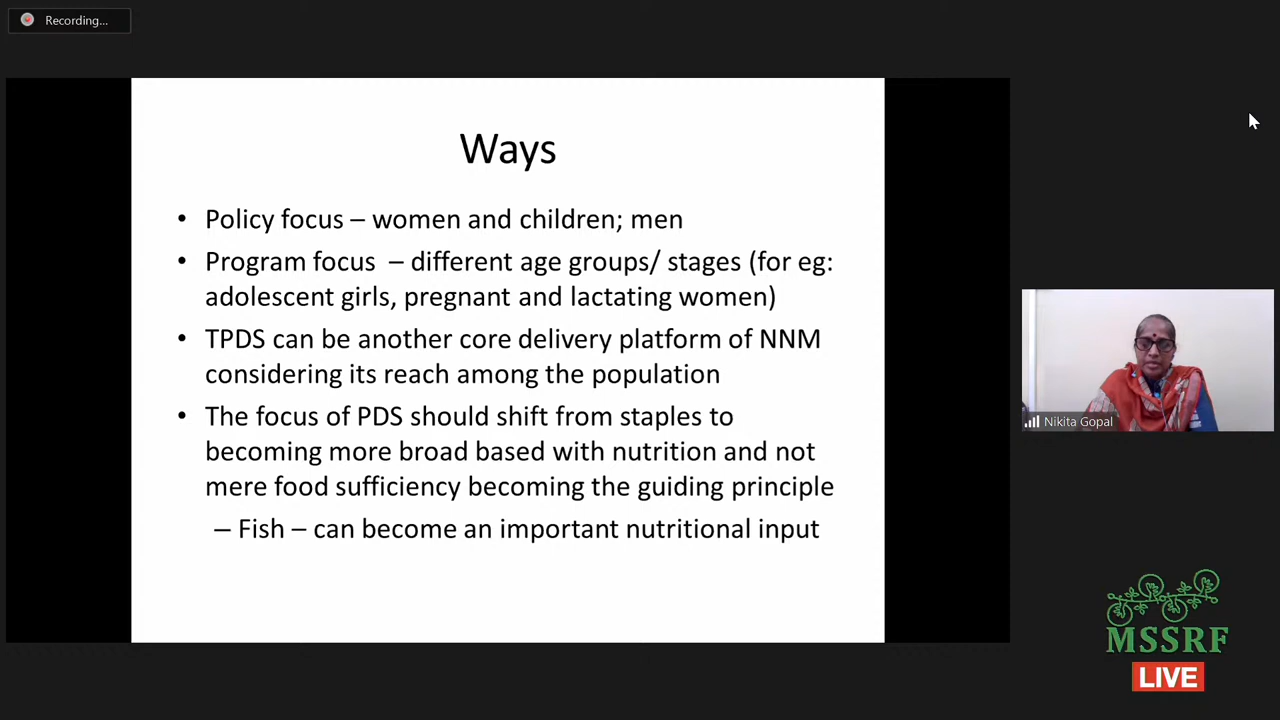 Recording...
Ways
• Policy focus – women and children; men
• Program focus – different age groups/ stages (for eg:
adolescent girls, pregnant and lactating women)
• TPDS can be another core delivery platform of NNM
considering its reach among the population
• The focus of PDS should shift from staples to
becoming more broad based with nutrition and not
mere food sufficiency becoming the guiding principle
– Fish – can become an important nutritional input
Nikita Gopal
MSSRF
LIVE